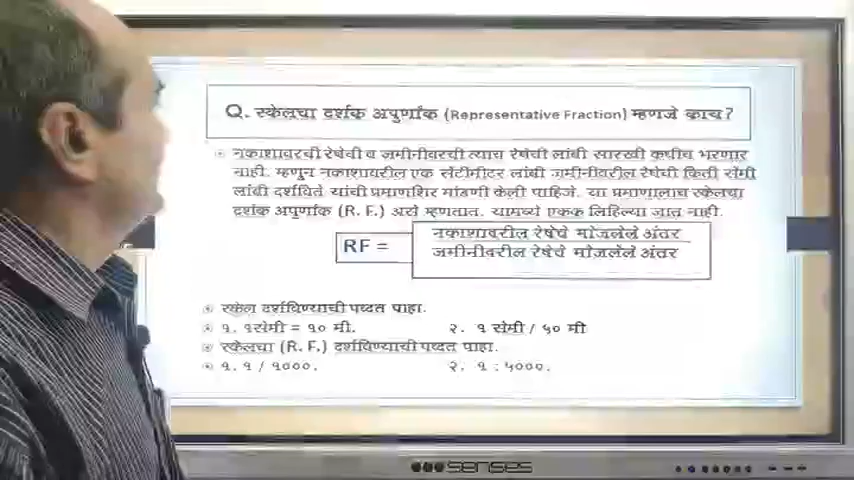 Q. स्केलचा दर्शक अपुर्णांक (Representative Fraction) म्हणजे काय?
नकाशावरची रेषेची व जमीनीवरची त्याच रेषेची लांबी सारखी कधीच भरणार
नाही. म्हणुन नकाशावरील एक सेंटीमीटर लांबी जमीनीवरील रेषेची किती सेंमी
लांबी दर्शविते यांची प्रमाणशिर मांडणी केली पाहिजे. या प्रमाणालाच स्केलचा
दर्शक अपुर्णांक (R. F.) असे म्हणतात. यामध्ये एकक लिहिल्या जात नाही.
RF = नकाशावरील रेषेचे मोजलेले अंतर
जमीनीवरील रेषेचे मोजलेले अंतर
स्केल दर्शविण्याची पध्दत पाहा.
१. १सेमी = १० मी. २. १ सेमी / ५० मी
स्केलचा (R. F.) दर्शविण्याची पध्दत पाहा.
१. १ / १०००. २. १ : ५०००.
senses